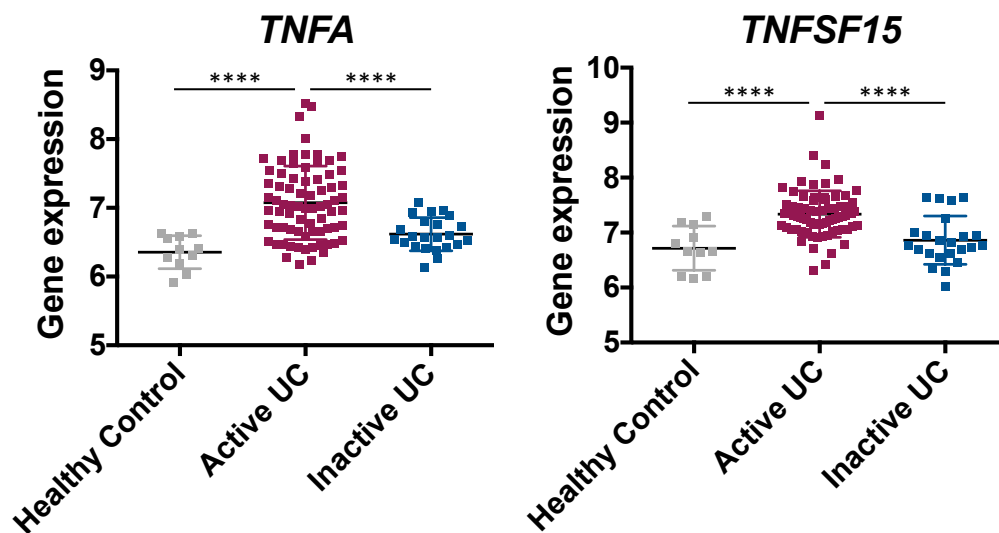 TNFA
Gene expression
9
8
7
6
5
**** ****
Healthy Control
Active UC
Inactive UC
TNFSF15
Gene expression
10
9
8
7
6
5
**** ****
Healthy Control
Active UC
Inactive UC